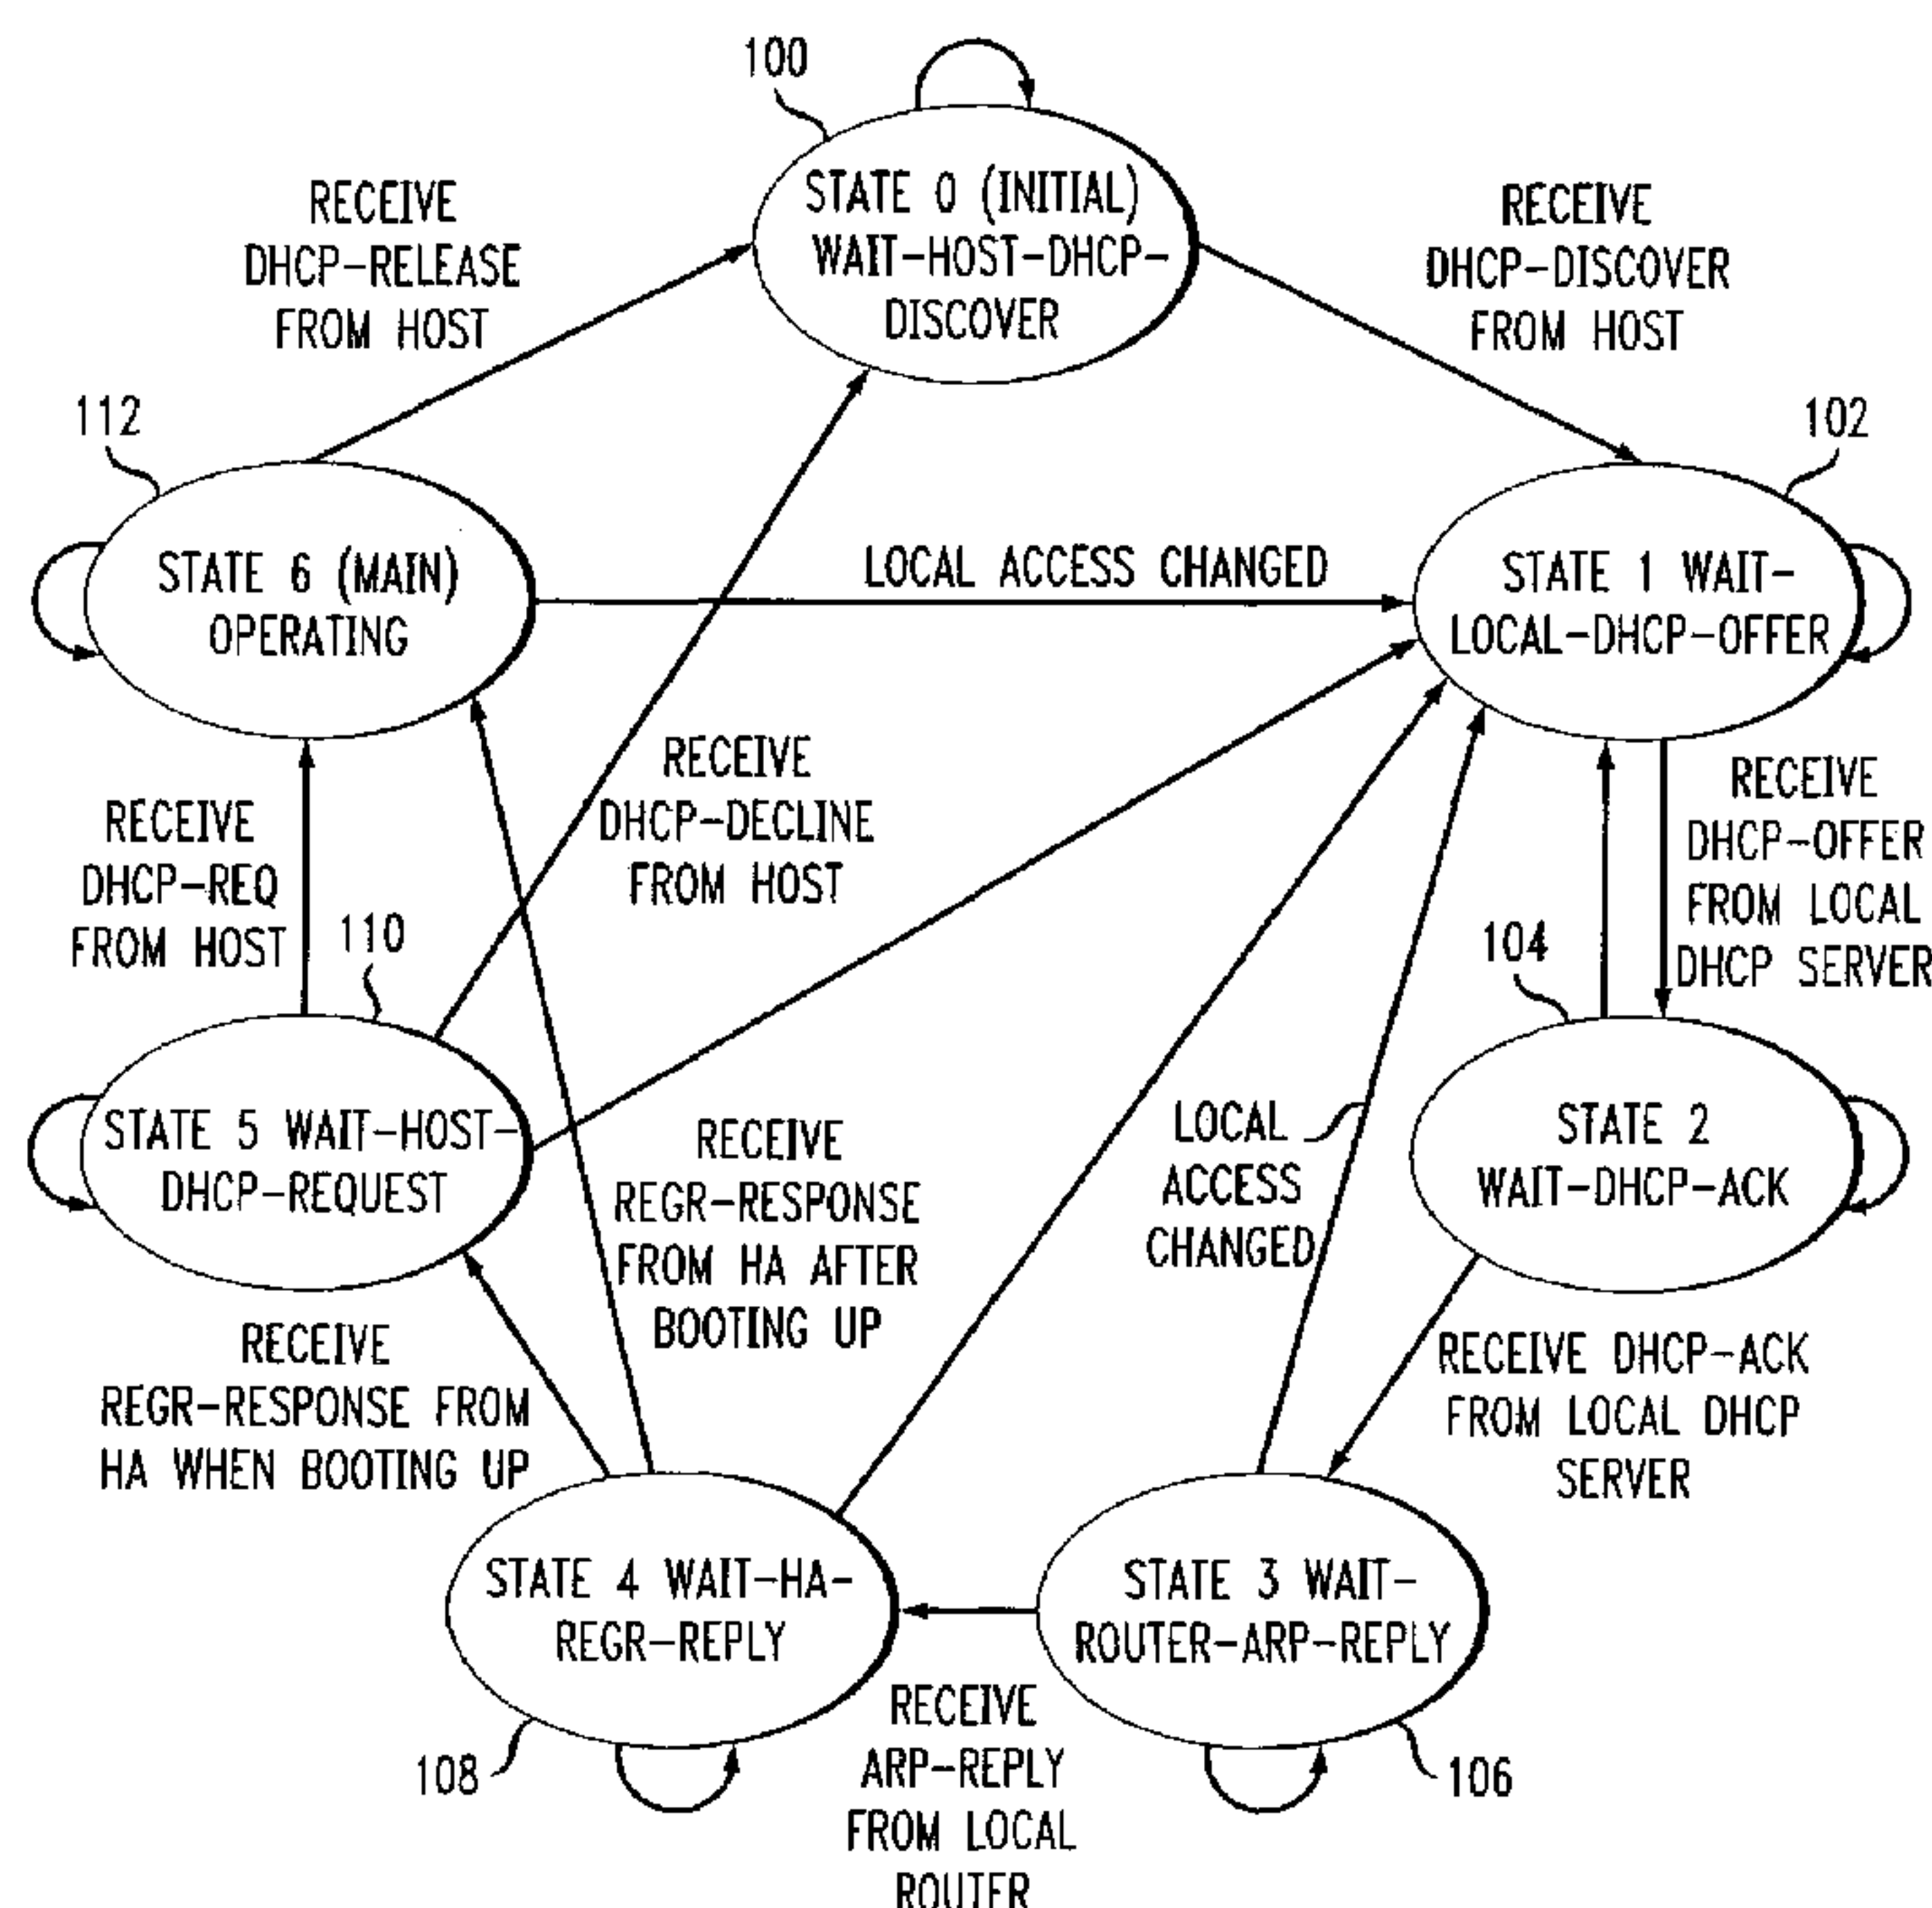 100
STATE 0 (INITIAL)
WAIT-HOST-DHCP-
DISCOVER
RECEIVE
DHCP-RELEASE
FROM HOST
RECEIVE
DHCP-DISCOVER
FROM HOST
112
102
STATE 6 (MAIN)
OPERATING
LOCAL ACCESS CHANGED
STATE 1 WAIT-
LOCAL-DHCP-OFFER
RECEIVE
DHCP-REQ
FROM HOST
RECEIVE
DHCP-DECLINE
FROM HOST
RECEIVE
DHCP-OFFER
FROM LOCAL
DHCP SERVER
110
104
STATE 5 WAIT-HOST-
DHCP-REQUEST
RECEIVE
REGR-RESPONSE
FROM HA AFTER
BOOTING UP
LOCAL
ACCESS
CHANGED
STATE 2
WAIT-DHCP-ACK
RECEIVE
REGR-RESPONSE FROM
HA WHEN BOOTING UP
RECEIVE DHCP-ACK
FROM LOCAL DHCP
SERVER
STATE 4 WAIT-HA-
REGR-REPLY
STATE 3 WAIT-
ROUTER-ARP-REPLY
108
RECEIVE
ARP-REPLY
FROM LOCAL
ROUTER
106